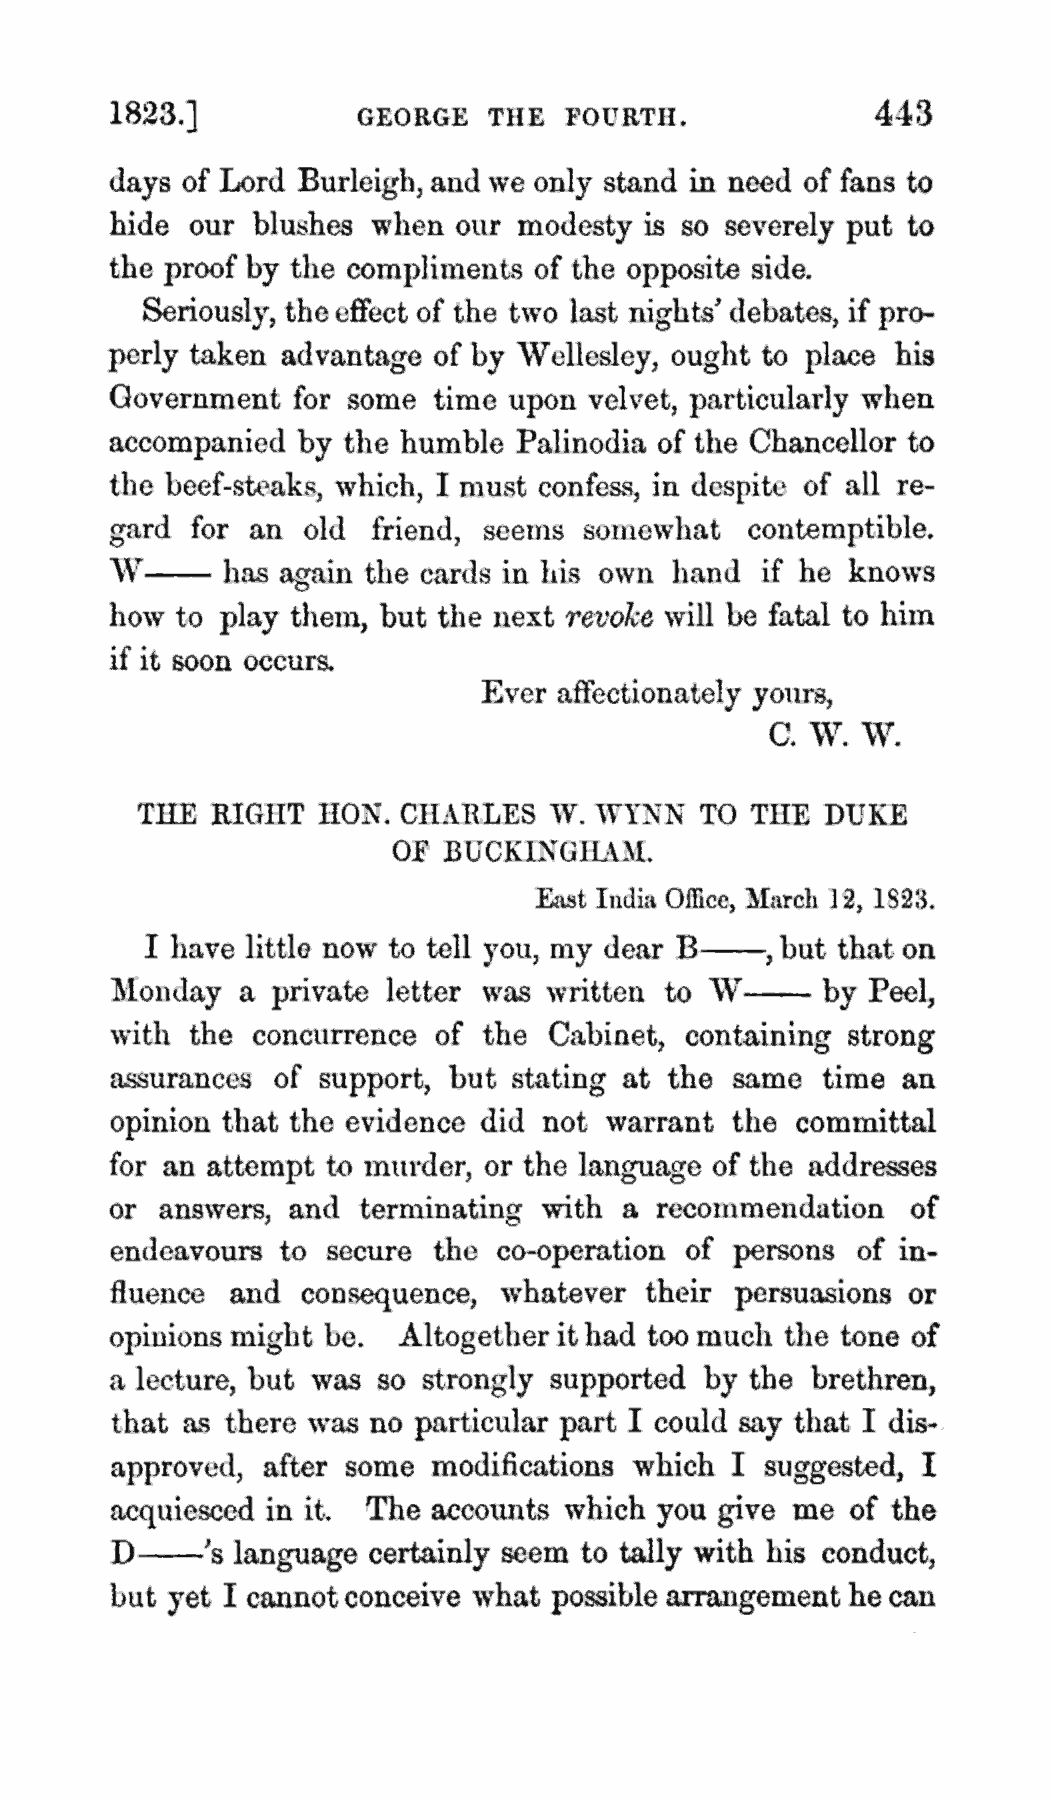 1823.] GEORGE THE FOURTH. 443
days of Lord Burleigh, and we only stand in need of fans to
hide our blushes when our modesty is so severely put to
the proof by the compliments of the opposite side.
Seriously, the effect of the two last nights' debates, if pro-
perly taken advantage of by Wellesley, ought to place his
Government for some time upon velvet, particularly when
accompanied by the humble Palinodia of the Chancellor to
the beef-steaks, which, I must confess, in despite of all re-
gard for an old friend, seems somewhat contemptible.
W—— has again the cards in his own hand if he knows
how to play them, but the next revoke will be fatal to him
if it soon occurs.
Ever affectionately yours,
C. W. W.
THE RIGHT HON. CHARLES W. WYNN TO THE DUKE
OF BUCKINGHAM.
East India Office, March 12, 1823.
I have little now to tell you, my dear B——, but that on
Monday a private letter was written to W—— by Peel,
with the concurrence of the Cabinet, containing strong
assurances of support, but stating at the same time an
opinion that the evidence did not warrant the committal
for an attempt to murder, or the language of the addresses
or answers, and terminating with a recommendation of
endeavours to secure the co-operation of persons of in-
fluence and consequence, whatever their persuasions or
opinions might be. Altogether it had too much the tone of
a lecture, but was so strongly supported by the brethren,
that as there was no particular part I could say that I dis-
approved, after some modifications which I suggested, I
acquiesced in it. The accounts which you give me of the
D——'s language certainly seem to tally with his conduct,
but yet I cannot conceive what possible arrangement he can